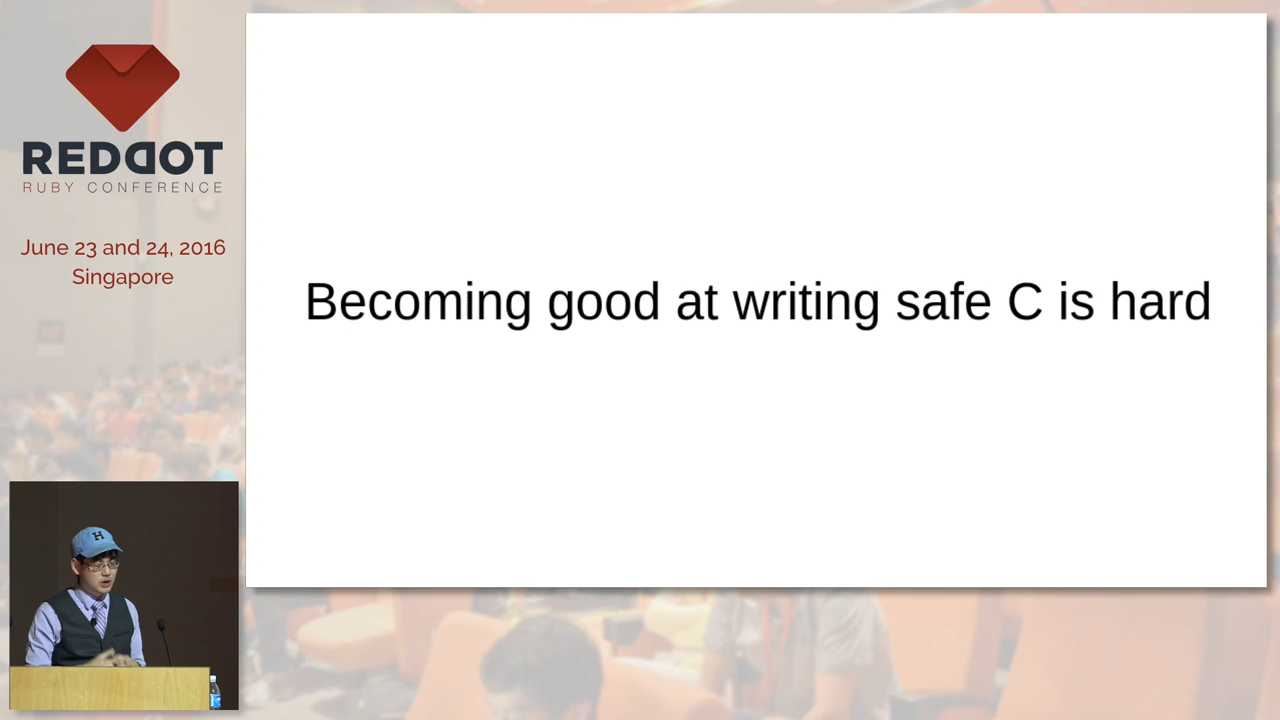 REDDOT
RUBY CONFERENCE
June 23 and 24, 2016
Singapore
Becoming good at writing safe C is hard
H